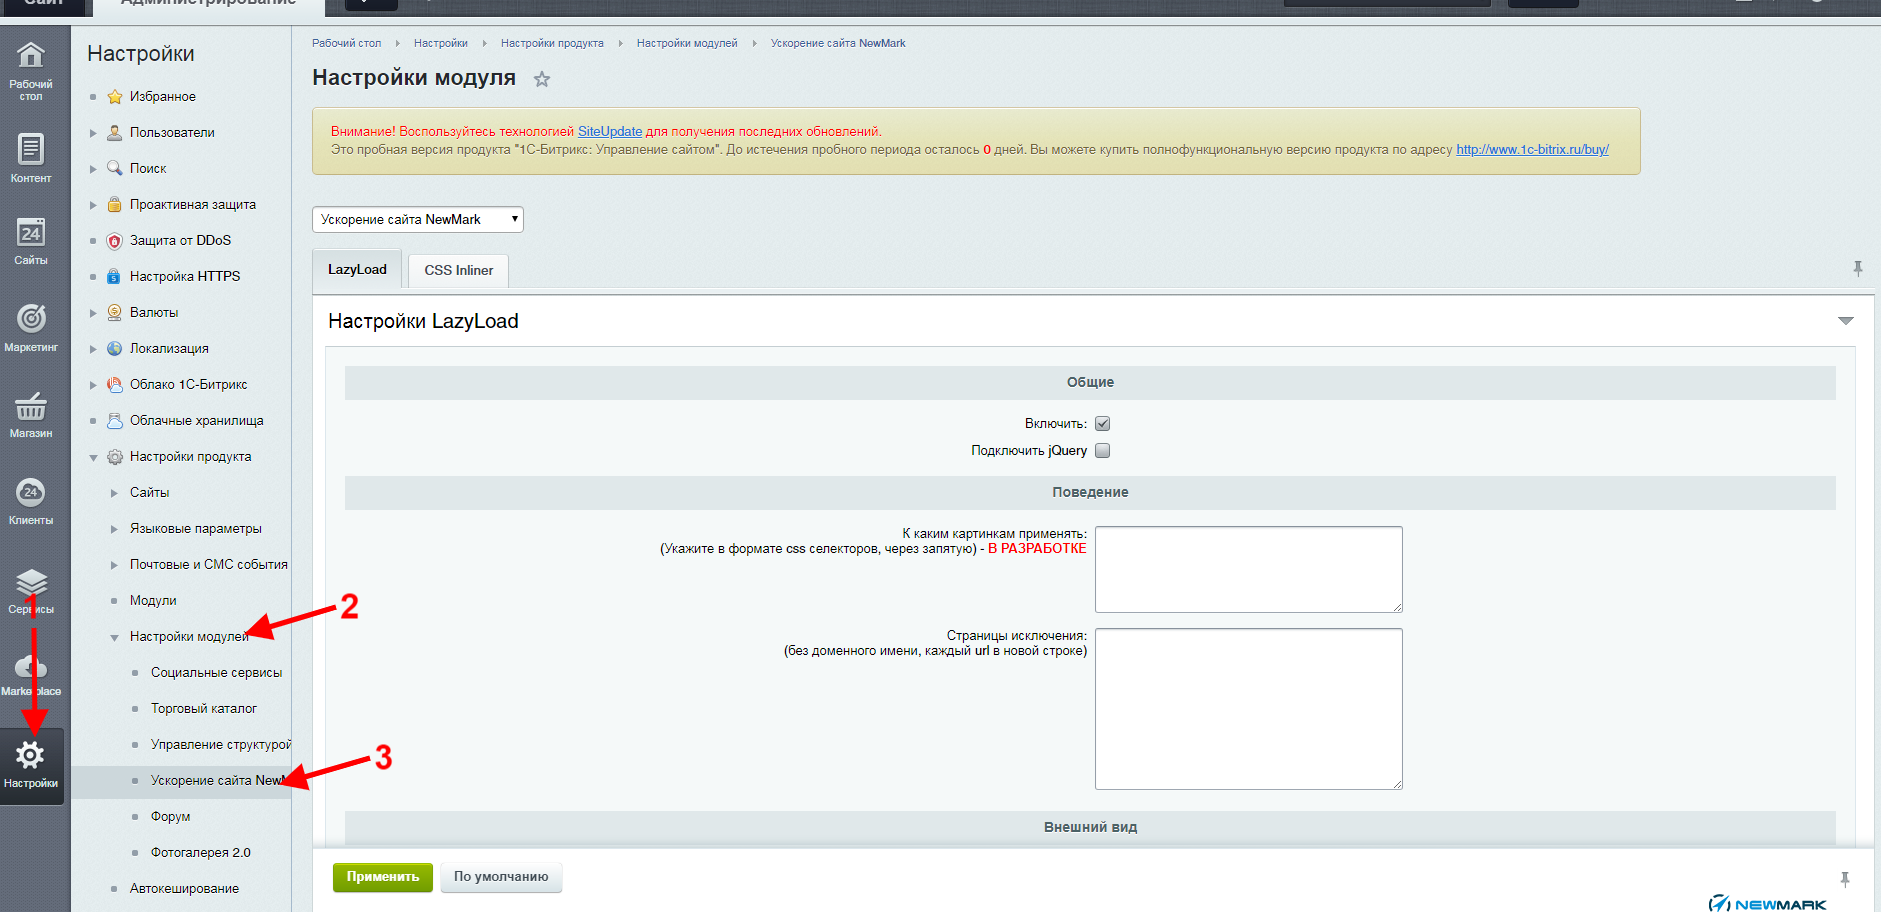 Сайт
Администрирование
Рабочий стол
Контент
24
Сайты
Маркетинг
Магазин
24
Клиенты
Сервисы
Marketplace
Настройки
Настройки
Избранное
Пользователи
Поиск
Проактивная защита
Защита от DDoS
Настройка HTTPS
Валюты
Локализация
Облако 1С-Битрикс
Облачные хранилища
Настройки продукта
Сайты
Языковые параметры
Почтовые и СМС события
Модули
Настройки модулей
Социальные сервисы
Торговый каталог
Управление структурой
Ускорение сайта NewM
Форум
Фотогалерея 2.0
Автокеширование
1
2
3
Рабочий стол Настройки Настройки продукта Настройки модулей Ускорение сайта NewMark
Настройки модуля
Внимание! Воспользуйтесь технологией SiteUpdate для получения последних обновлений.
Это пробная версия продукта "1С-Битрикс: Управление сайтом". До истечения пробного периода осталось 0 дней. Вы можете купить полнофункциональную версию продукта по адресу http://www.1c-bitrix.ru/buy/
Ускорение сайта NewMark
LazyLoad CSS Inliner
Настройки LazyLoad
Общие
Включить:
Подключить jQuery
Поведение
К каким картинкам применять:
(Укажите в формате css селекторов, через запятую) - В РАЗРАБОТКЕ
Страницы исключения:
(без доменного имени, каждый url в новой строке)
Внешний вид
Применить По умолчанию
NEWMARK